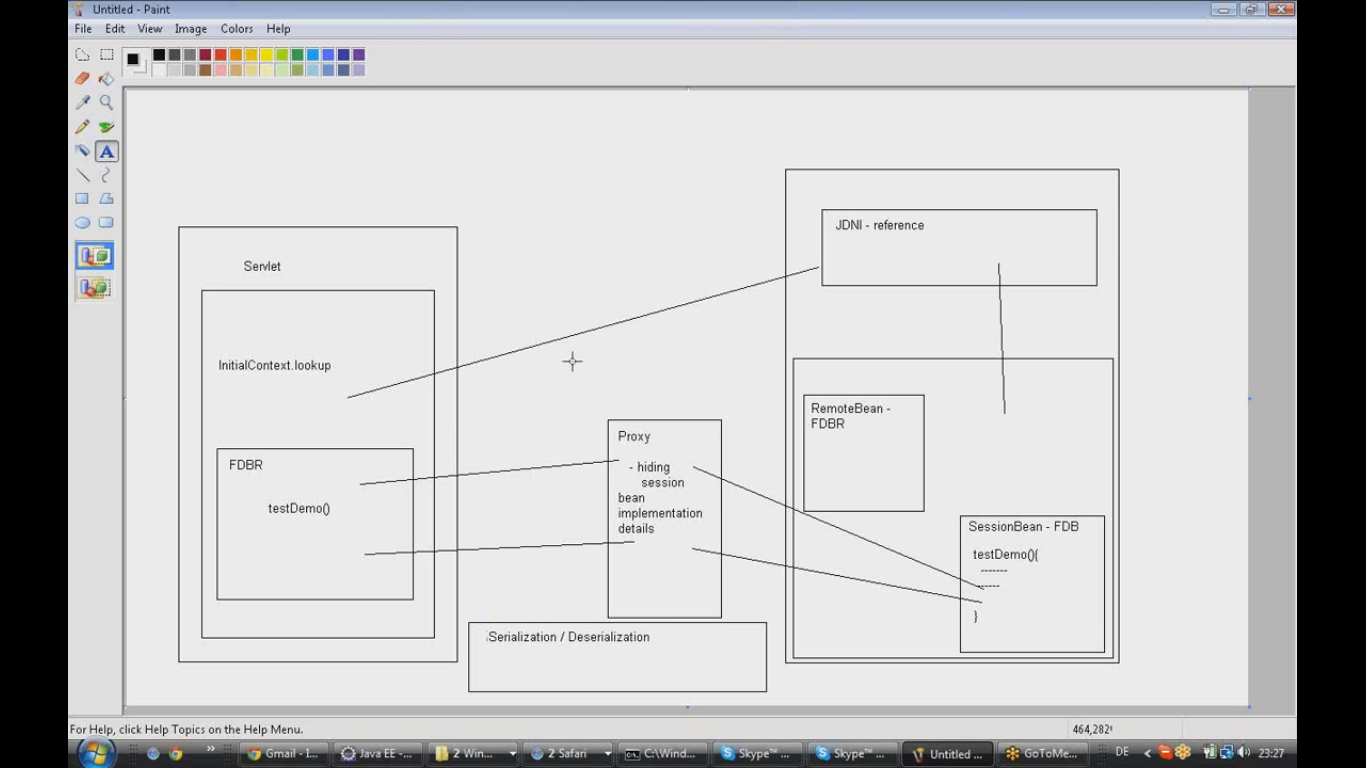 Untitled - Paint
File Edit View Image Colors Help
JDNI - reference
Servlet
InitialContext.lookup
RemoteBean -
FDBR
Proxy
- hiding
session
bean
implementation
details
FDBR
testDemo()
SessionBean - FDB
testDemo(){
-------
------
}
Serialization / Deserialization
For Help, click Help Topics on the Help Menu.
464,282
Gmail - I... Java EE -... 2 Win... 2 Safari C:\Wind... Skype™ ... Skype™ ... Untitled ... GoToMe... DE 23:27